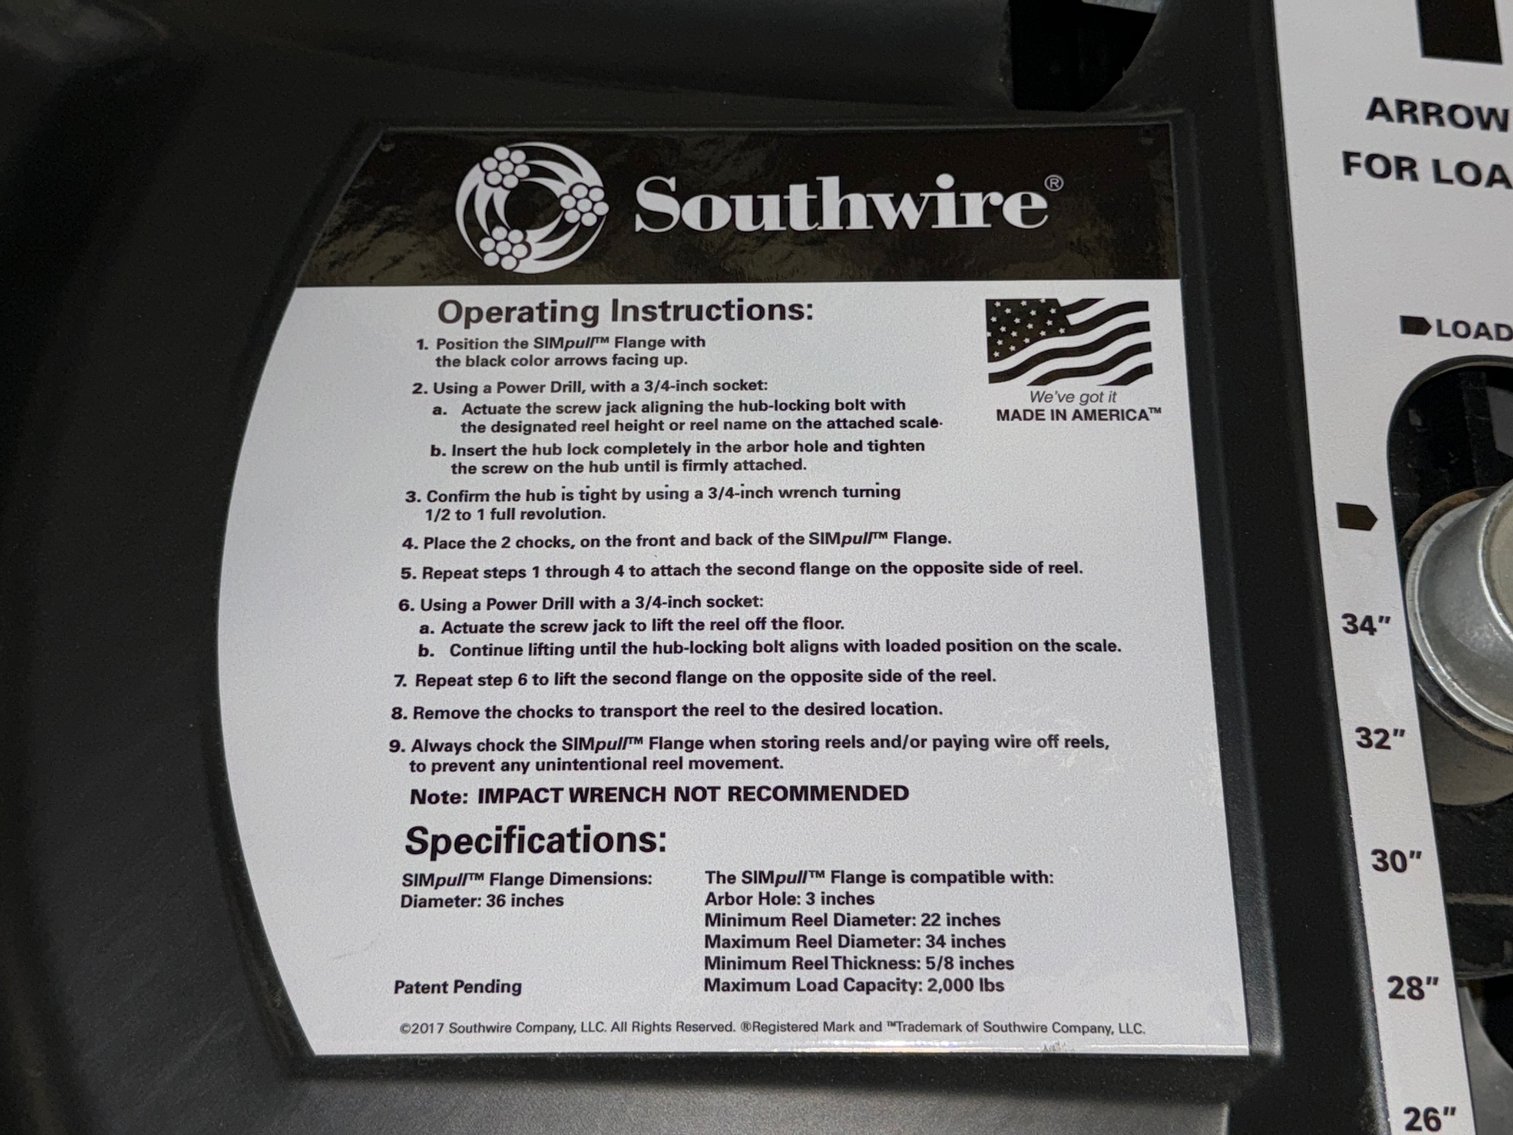 Southwire®
Operating Instructions:
1. Position the SIMpull™ Flange with
the black color arrows facing up.
2. Using a Power Drill, with a 3/4-inch socket:
a. Actuate the screw jack aligning the hub-locking bolt with
the designated reel height or reel name on the attached scale.
b. Insert the hub lock completely in the arbor hole and tighten
the screw on the hub until is firmly attached.
3. Confirm the hub is tight by using a 3/4-inch wrench turning
1/2 to 1 full revolution.
4. Place the 2 chocks, on the front and back of the SIMpull™ Flange.
5. Repeat steps 1 through 4 to attach the second flange on the opposite side of reel.
6. Using a Power Drill with a 3/4-inch socket:
a. Actuate the screw jack to lift the reel off the floor.
b. Continue lifting until the hub-locking bolt aligns with loaded position on the scale.
7. Repeat step 6 to lift the second flange on the opposite side of the reel.
8. Remove the chocks to transport the reel to the desired location.
9. Always chock the SIMpull™ Flange when storing reels and/or paying wire off reels,
to prevent any unintentional reel movement.
Note: IMPACT WRENCH NOT RECOMMENDED
We've got it
MADE IN AMERICA™
Specifications:
SIMpull™ Flange Dimensions:
Diameter: 36 inches
Patent Pending
The SIMpull™ Flange is compatible with:
Arbor Hole: 3 inches
Minimum Reel Diameter: 22 inches
Maximum Reel Diameter: 34 inches
Minimum Reel Thickness: 5/8 inches
Maximum Load Capacity: 2,000 lbs
©2017 Southwire Company, LLC. All Rights Reserved. ®Registered Mark and ™Trademark of Southwire Company, LLC.
ARROW
FOR LOA
LOAD
34"
32"
30"
28"
26"